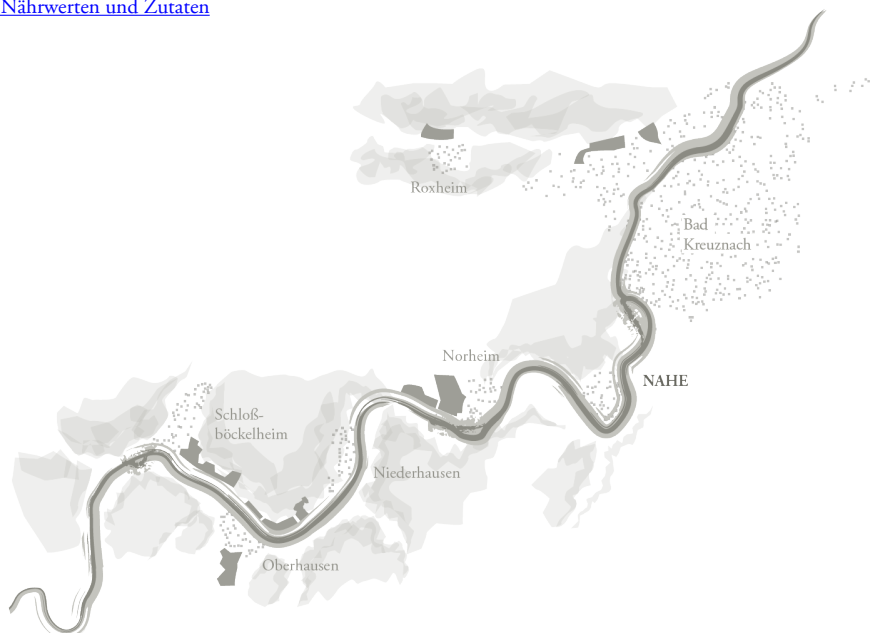 Nährwerten und Zutaten
Roxheim
Bad
Kreuznach
Norheim
NAHE
Schloß-
böckelheim
Niederhausen
Oberhausen